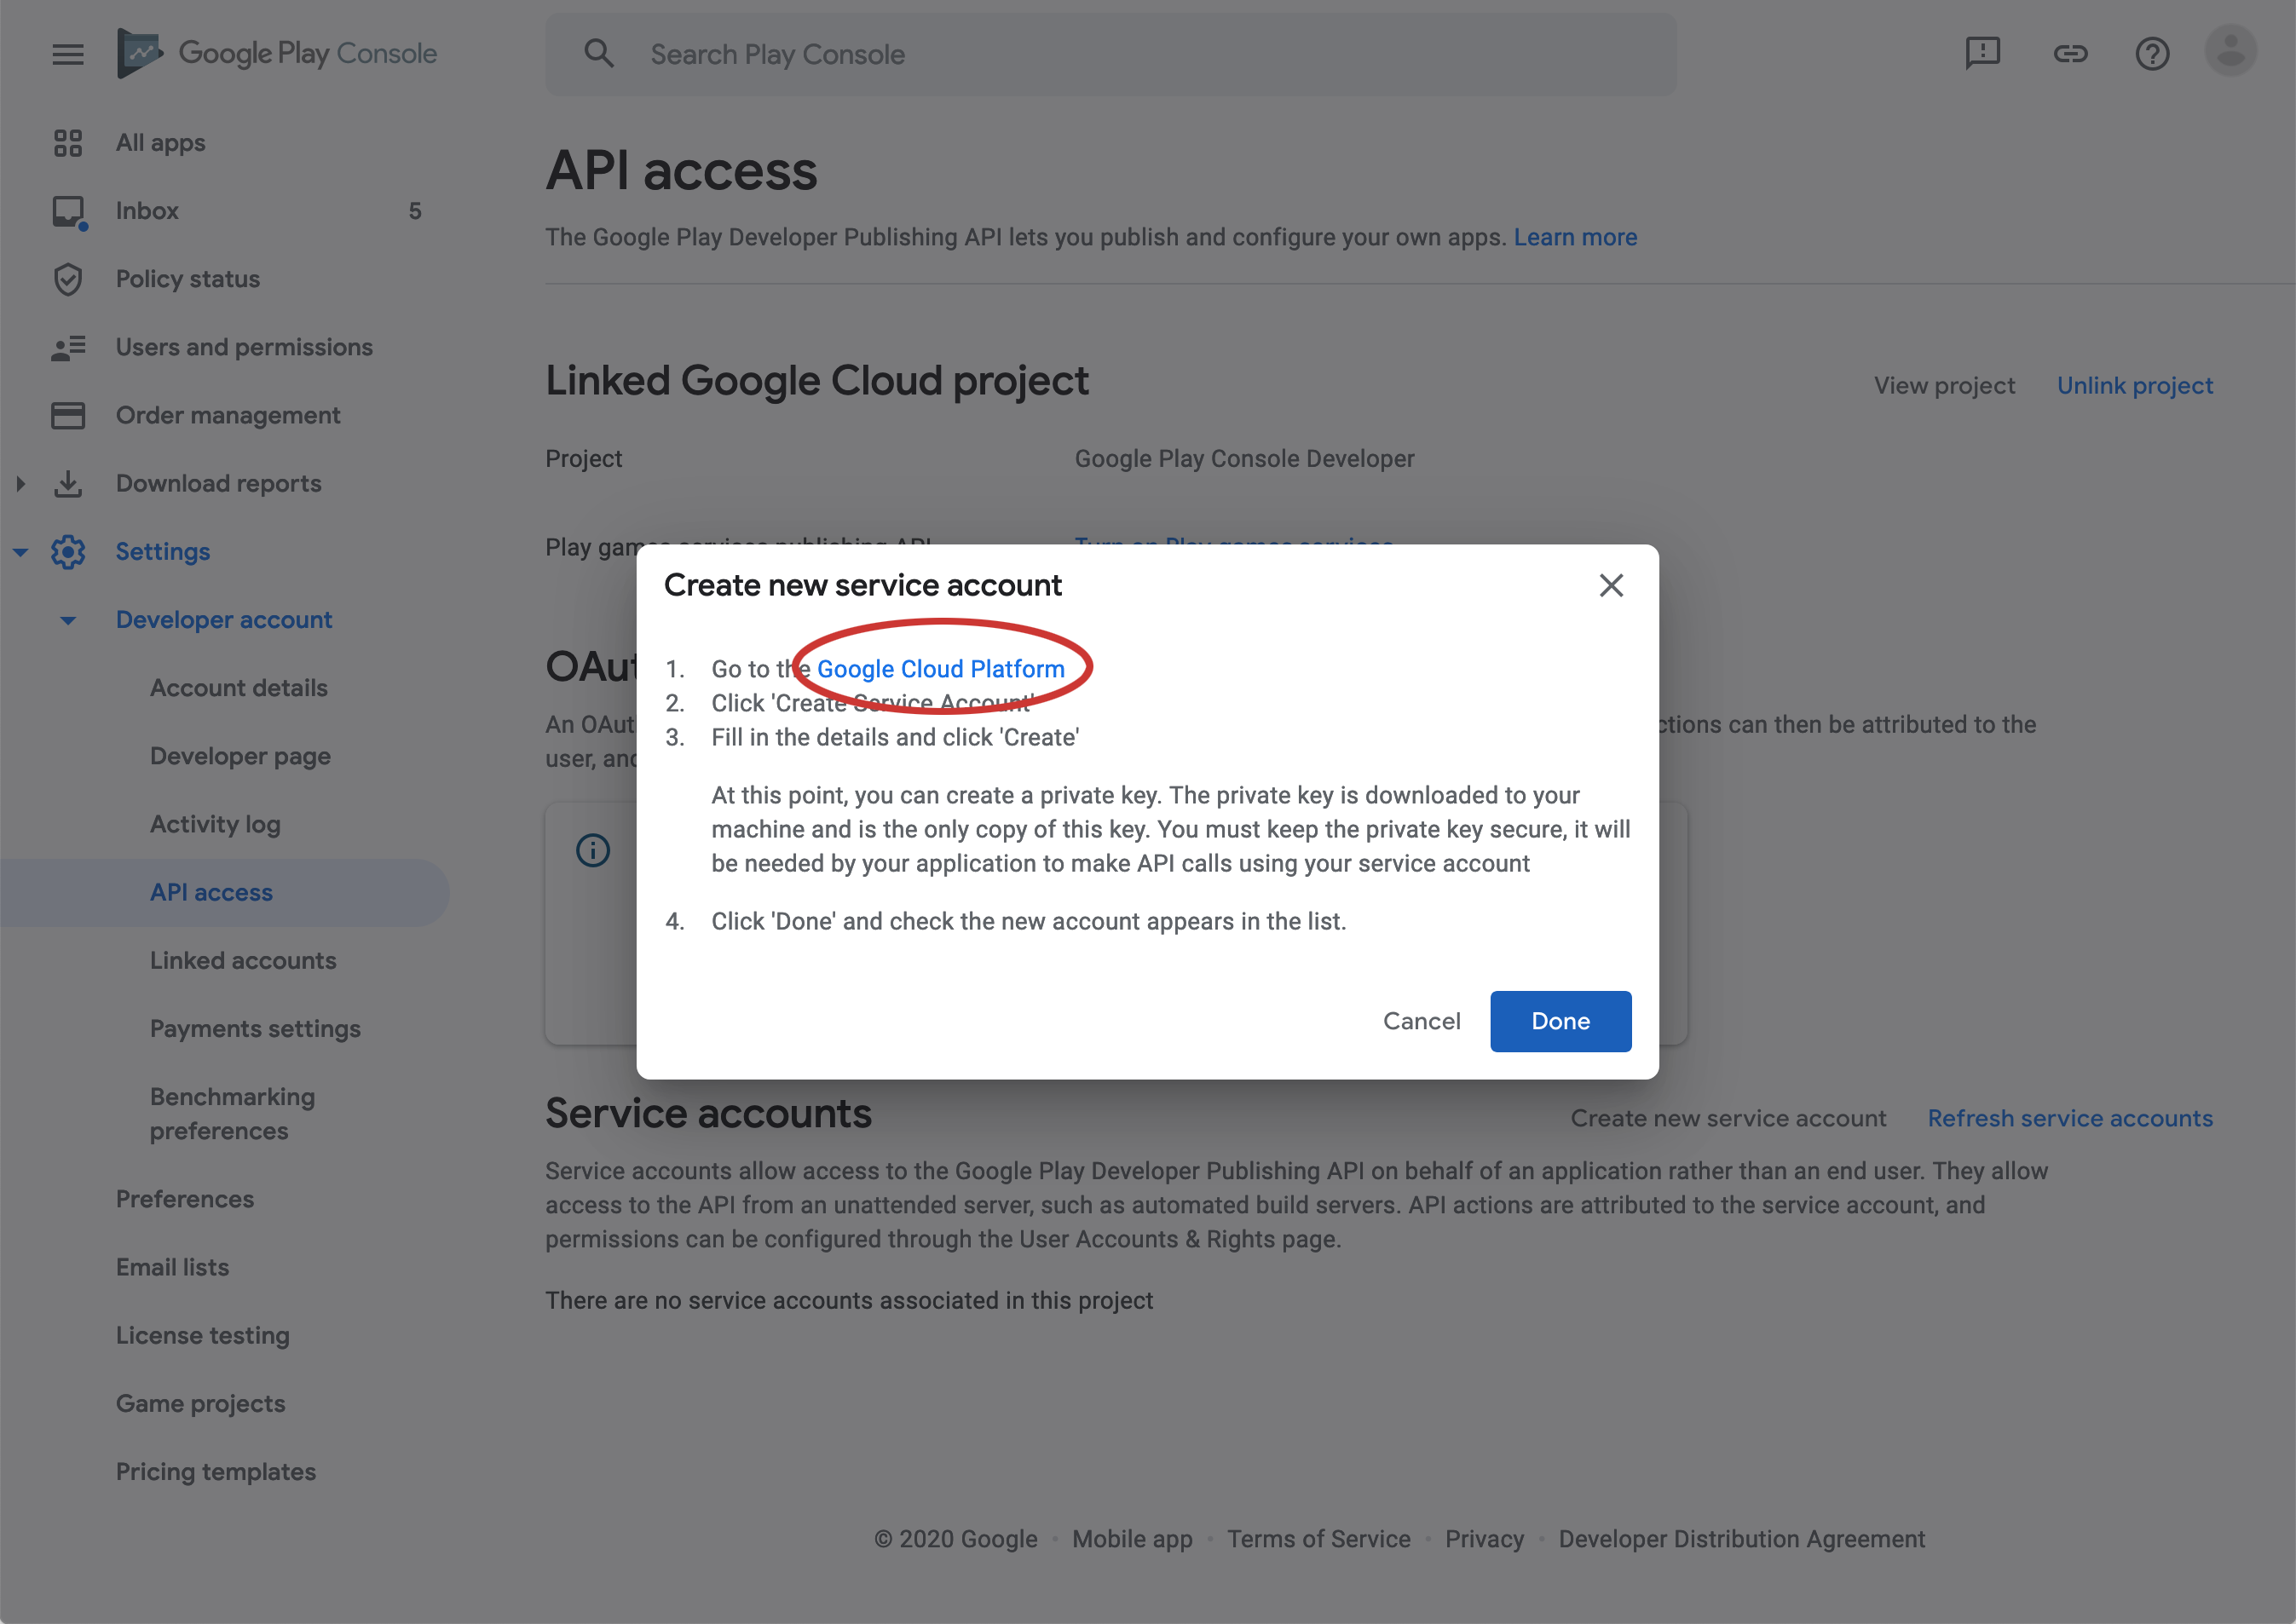 Google Play Console
Search Play Console
All apps
Inbox 5
Policy status
Users and permissions
Order management
Download reports
Settings
Developer account
Account details
Developer page
Activity log
API access
Linked accounts
Payments settings
Benchmarking
preferences
Preferences
Email lists
License testing
Game projects
Pricing templates
API access
The Google Play Developer Publishing API lets you publish and configure your own apps. Learn more
Linked Google Cloud project
View project Unlink project
Project Google Play Console Developer
Play games services publishing API Turn on Play games services
OAut
An OAut ctions can then be attributed to the
user, and
Create new service account
1. Go to the Google Cloud Platform
2. Click 'Create Service Account'
3. Fill in the details and click 'Create'
At this point, you can create a private key. The private key is downloaded to your
machine and is the only copy of this key. You must keep the private key secure, it will
be needed by your application to make API calls using your service account
4. Click 'Done' and check the new account appears in the list.
Cancel Done
Service accounts
Create new service account Refresh service accounts
Service accounts allow access to the Google Play Developer Publishing API on behalf of an application rather than an end user. They allow
access to the API from an unattended server, such as automated build servers. API actions are attributed to the service account, and
permissions can be configured through the User Accounts & Rights page.
There are no service accounts associated in this project
© 2020 Google · Mobile app · Terms of Service · Privacy · Developer Distribution Agreement